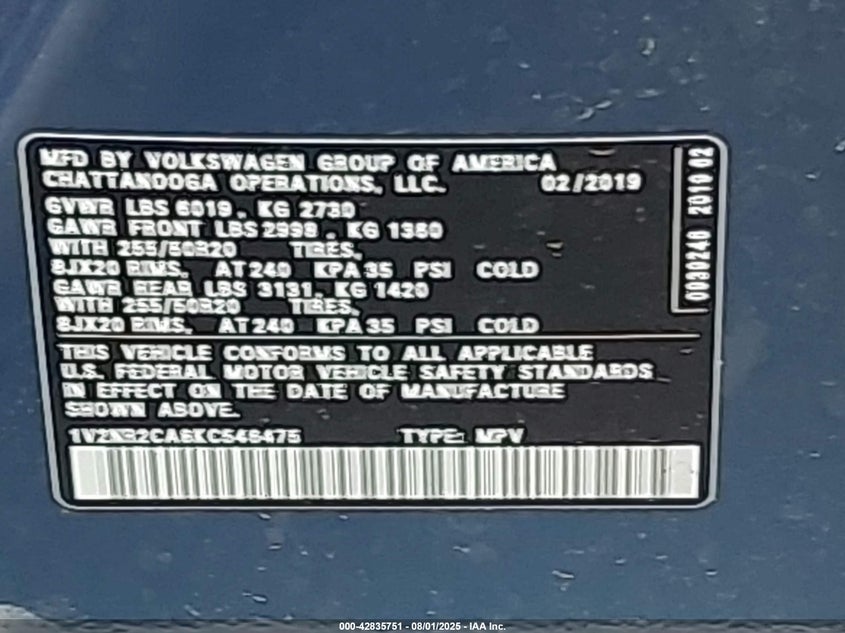 MFD BY VOLKSWAGEN GROUP OF AMERICA
CHATTANOOGA OPERATIONS, LLC. 02/2019
GVWR LBS 6019. KG 2730
GAWR FRONT LBS 2998. KG 1360
WITH 255/50R20 TIRES,
8JX20 RIMS, AT 240 KPA 35 PSI COLD
GAWR REAR LBS 3131. KG 1420
WITH 255/50R20 TIRES,
8JX20 RIMS, AT 240 KPA 35 PSI COLD
THIS VEHICLE CONFORMS TO ALL APPLICABLE
U.S. FEDERAL MOTOR VEHICLE SAFETY STANDARDS
IN EFFECT ON THE DATE OF MANUFACTURE
SHOWN ABOVE.
TYPE: MPV
000-42835751 - 08/01/2025 - IAA Inc.